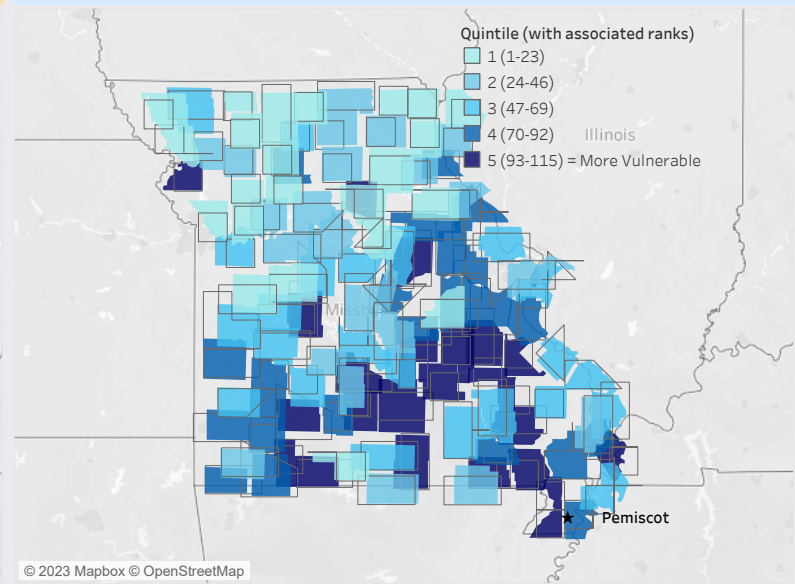 Quintile (with associated ranks)
1 (1-23)
2 (24-46)
3 (47-69)
4 (70-92)
Illinois
5 (93-115) = More Vulnerable
Pemiscot
© 2023 Mapbox © OpenStreetMap